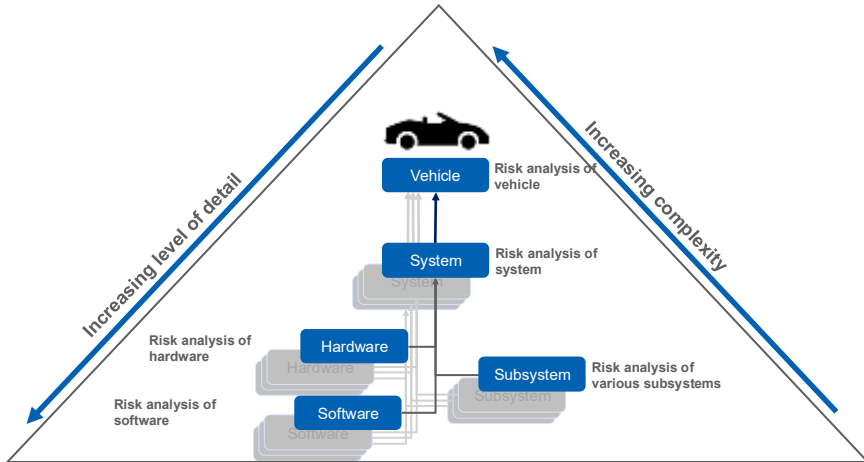 Vehicle
Risk analysis of
vehicle
Increasing level of detail
Increasing complexity
System
Risk analysis of
system
System
Risk analysis of
hardware
Hardware
Hardware
Subsystem
Risk analysis of
various subsystems
Subsystem
Risk analysis of
software
Software
Software